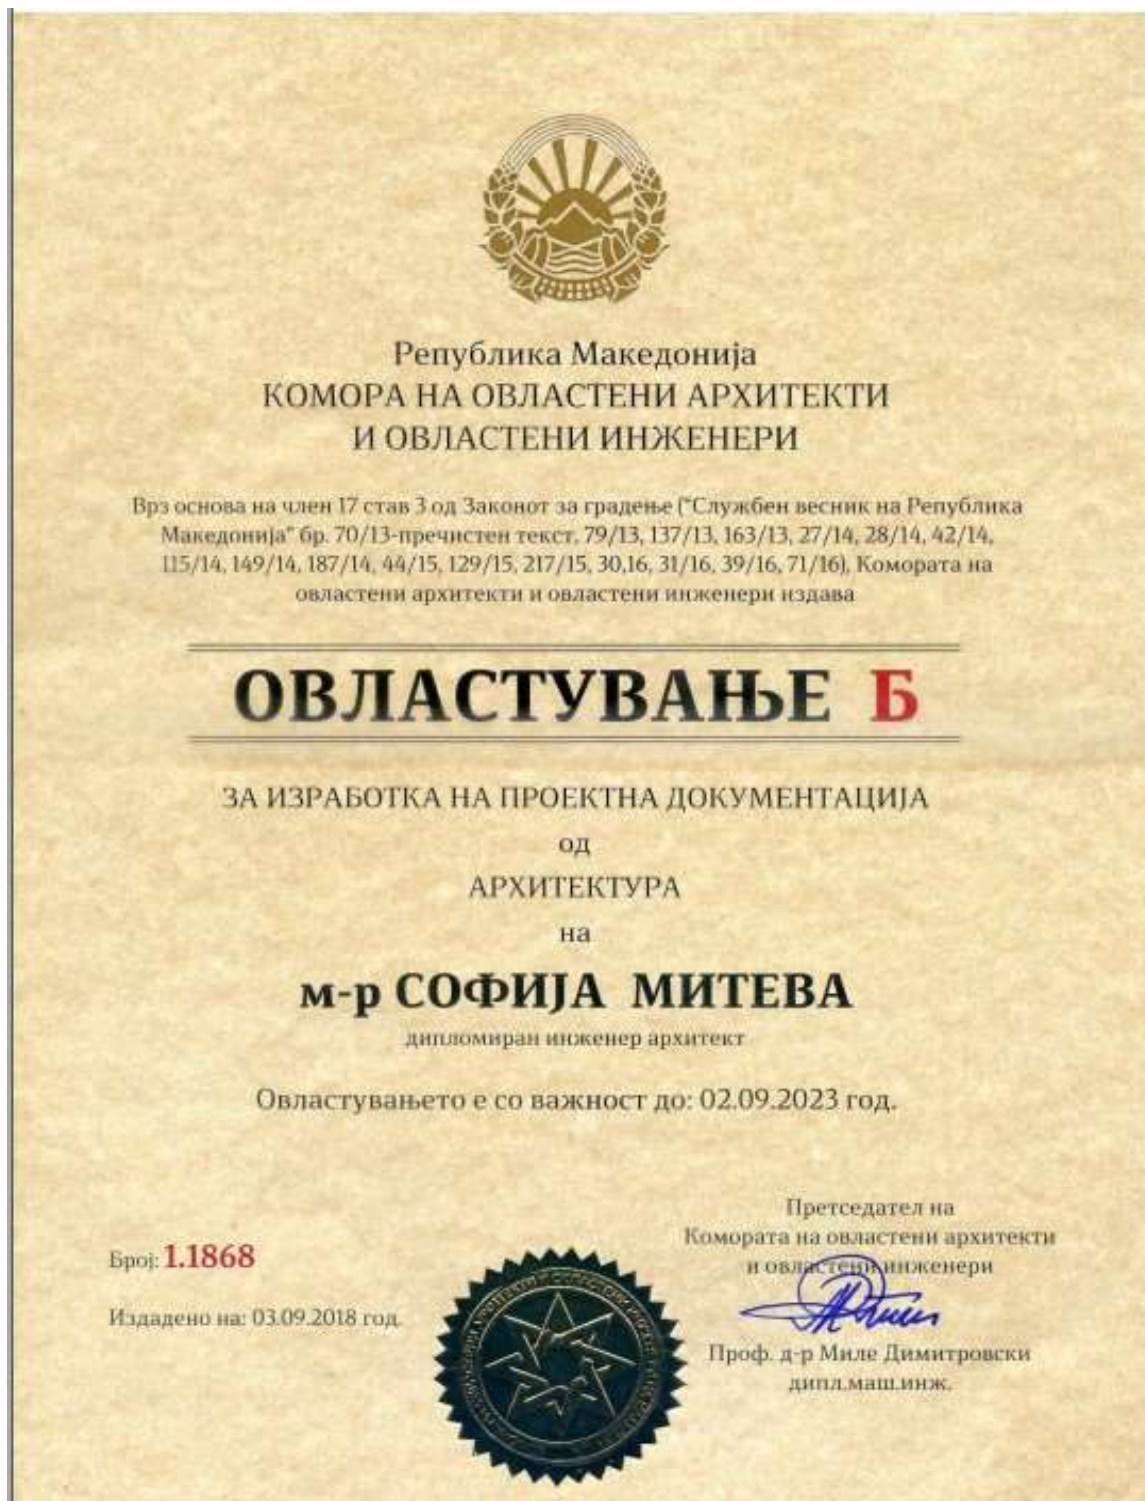 Република Македонија
КОМОРА НА ОВЛАСТЕНИ АРХИТЕКТИ
И ОВЛАСТЕНИ ИНЖЕНЕРИ
Врз основа на член 17 став 3 од Законот за градење ("Службен весник на Република
Македонија" бр. 70/13-пречистен текст, 79/13, 137/13, 163/13, 27/14, 28/14, 42/14,
115/14, 149/14, 187/14, 44/15, 129/15, 217/15, 30,16, 31/16, 39/16, 71/16), Комората на
овластени архитекти и овластени инженери издава
ОВЛАСТУВАЊЕ Б
ЗА ИЗРАБОТКА НА ПРОЕКТНА ДОКУМЕНТАЦИЈА
од
АРХИТЕКТУРА
на
м-р СОФИЈА МИТЕВА
дипломиран инженер архитект
Овластувањето е со важност до: 02.09.2023 год.
Број: 1.1868
Издадено на: 03.09.2018 год.
Претседател на
Комората на овластени архитекти
и овластени инженери
Проф. д-р Миле Димитровски
дипл.маш.инж.